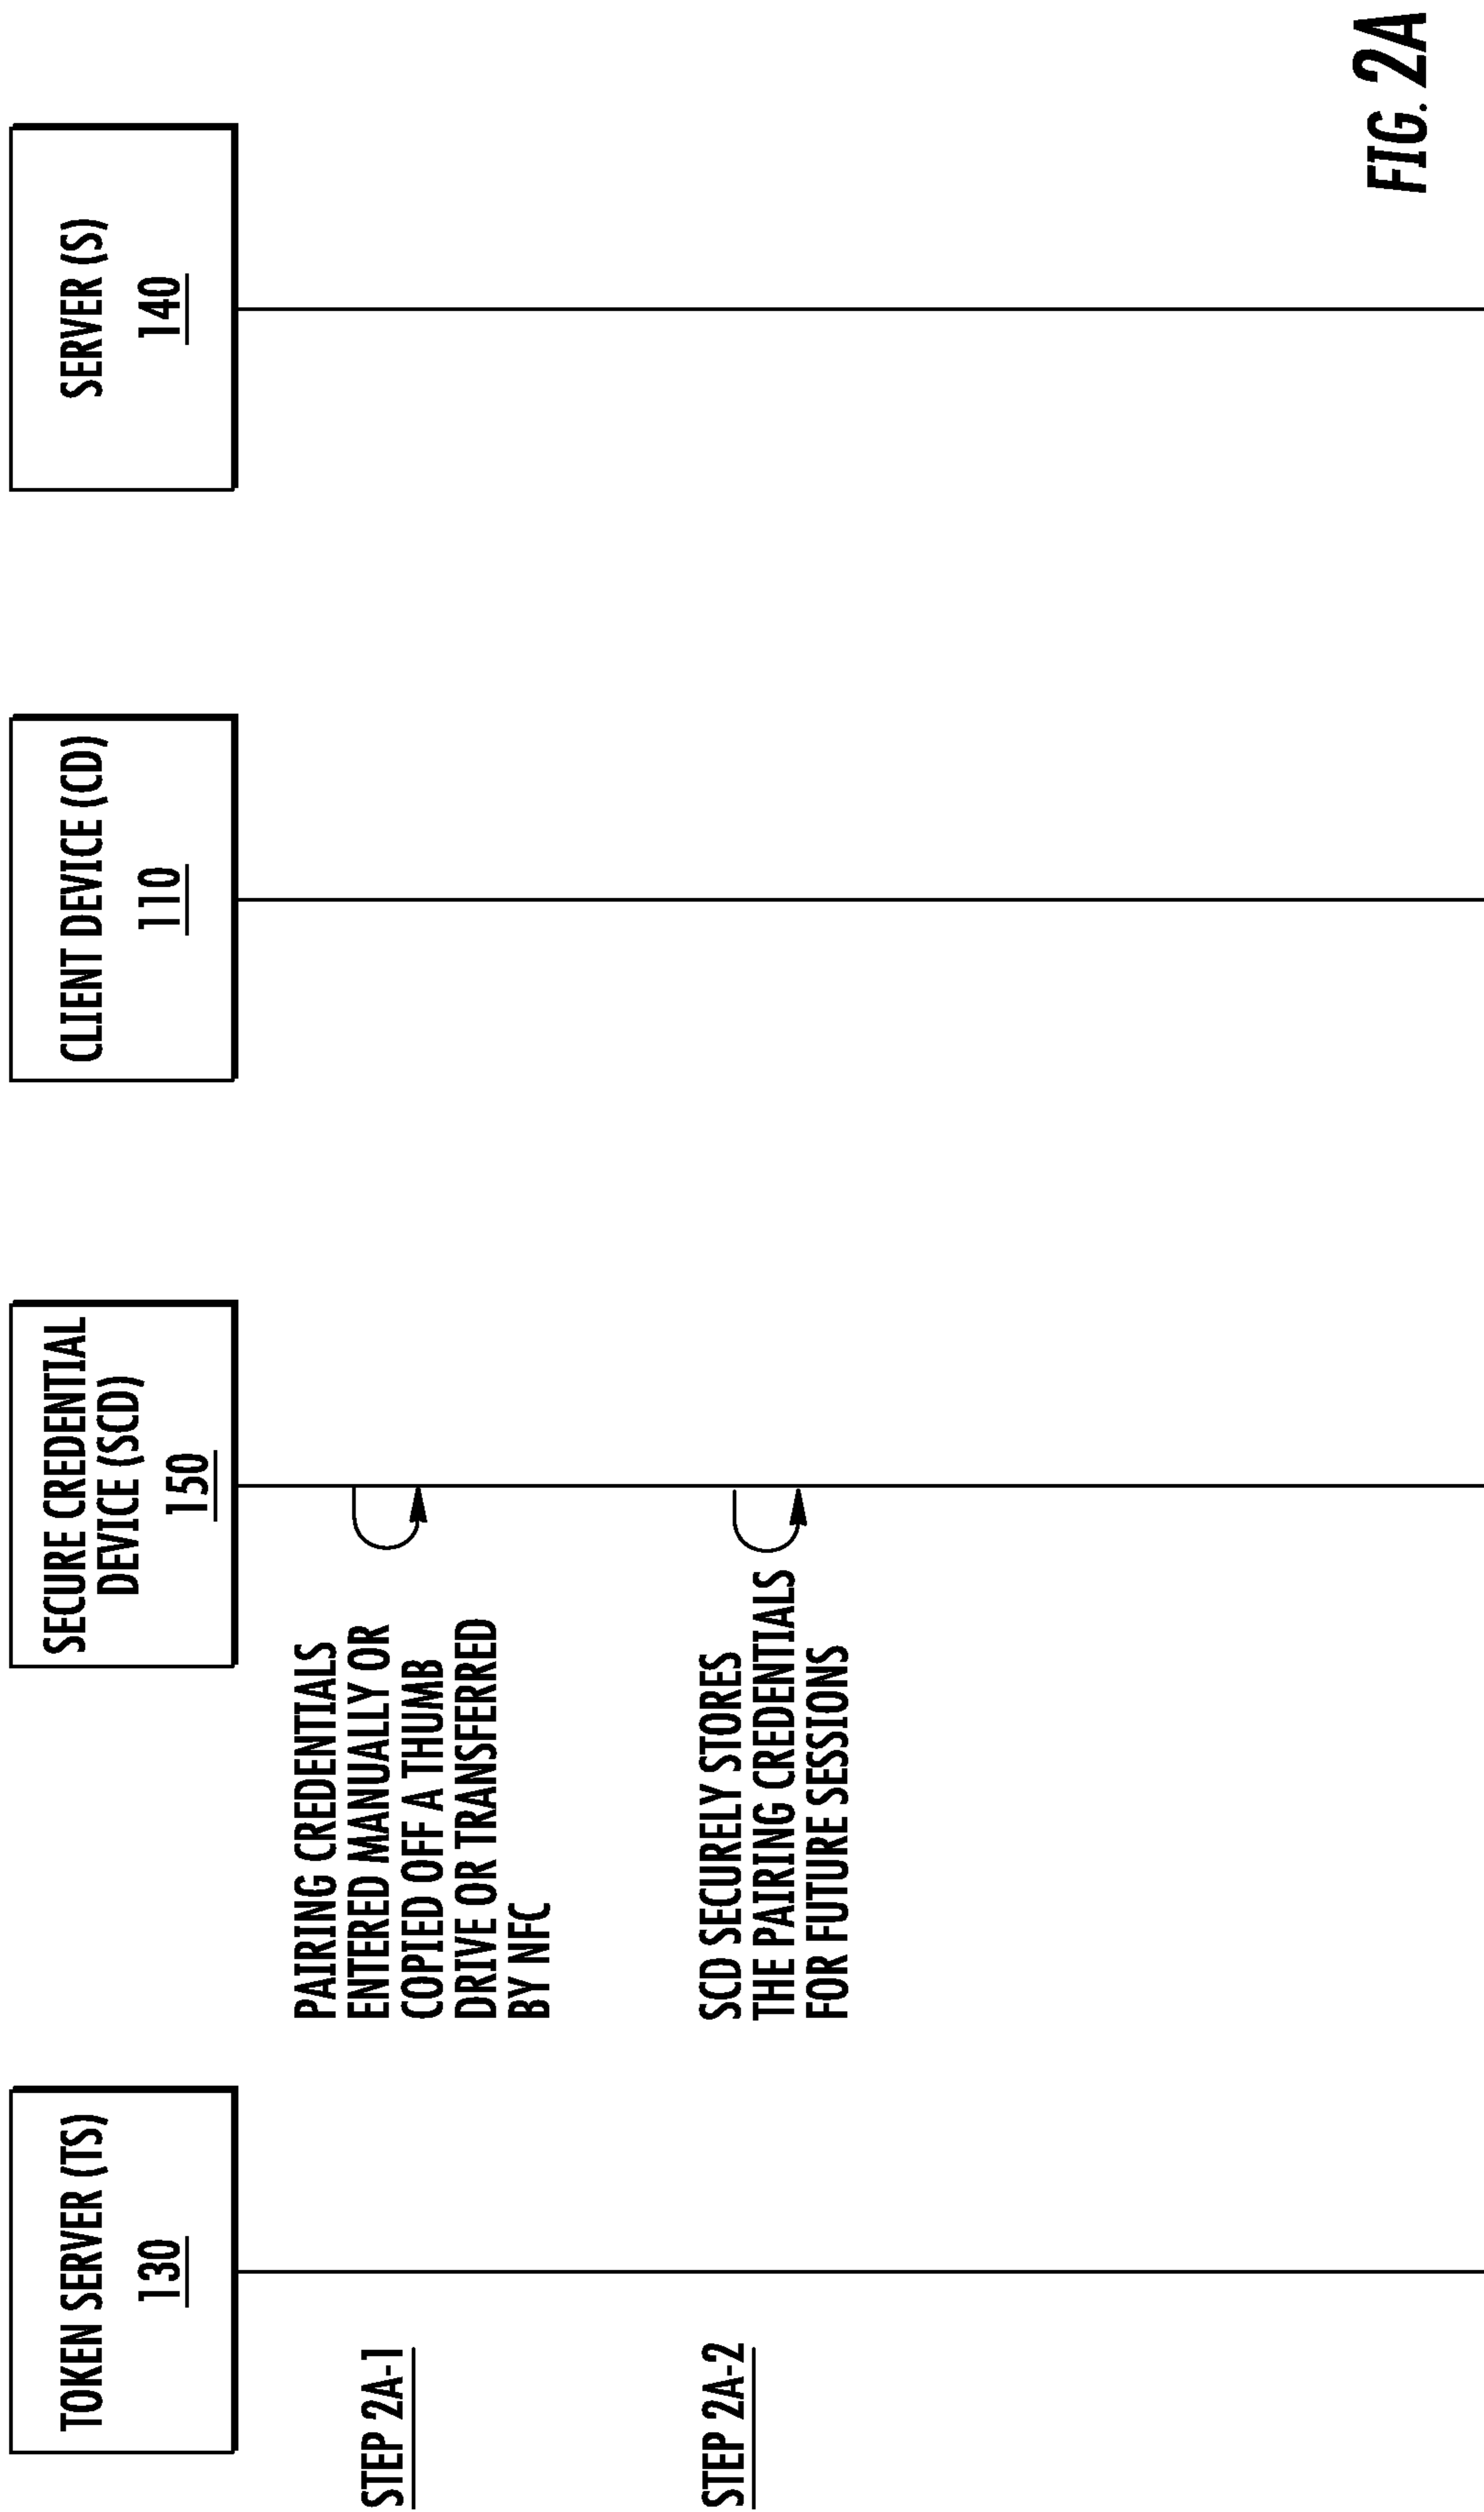 TOKEN SERVER (TS)
130
SECURE CREDENTIAL
DEVICE (SCD)
150
CLIENT DEVICE (CD)
110
SERVER (S)
140
STEP 2A-1
PAIRING CREDENTIALS
ENTERED MANUALLY OR
COPIED OFF A THUMB
DRIVE OR TRANSFERRED
BY NFC
STEP 2A-2
SCD SECURELY STORES
THE PAIRING CREDENTIALS
FOR FUTURE SESSIONS
FIG. 2A